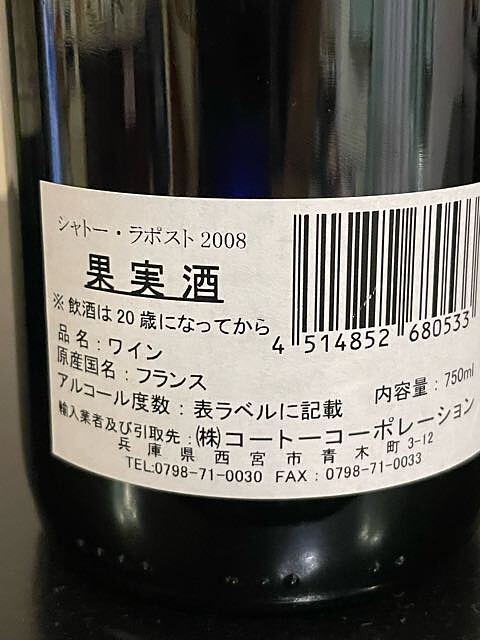 シャトー・ラポスト 2008
果実酒
※飲酒は20歳になってから
4 514852 680533
品名:ワイン
原産国名:フランス
アルコール度数:表ラベルに記載
内容量:750ml
輸入業者及び引取先:(株)コートーコーポレーション
兵庫県西宮市青木町3-12
TEL:0798-71-0030 FAX:0798-71-0033